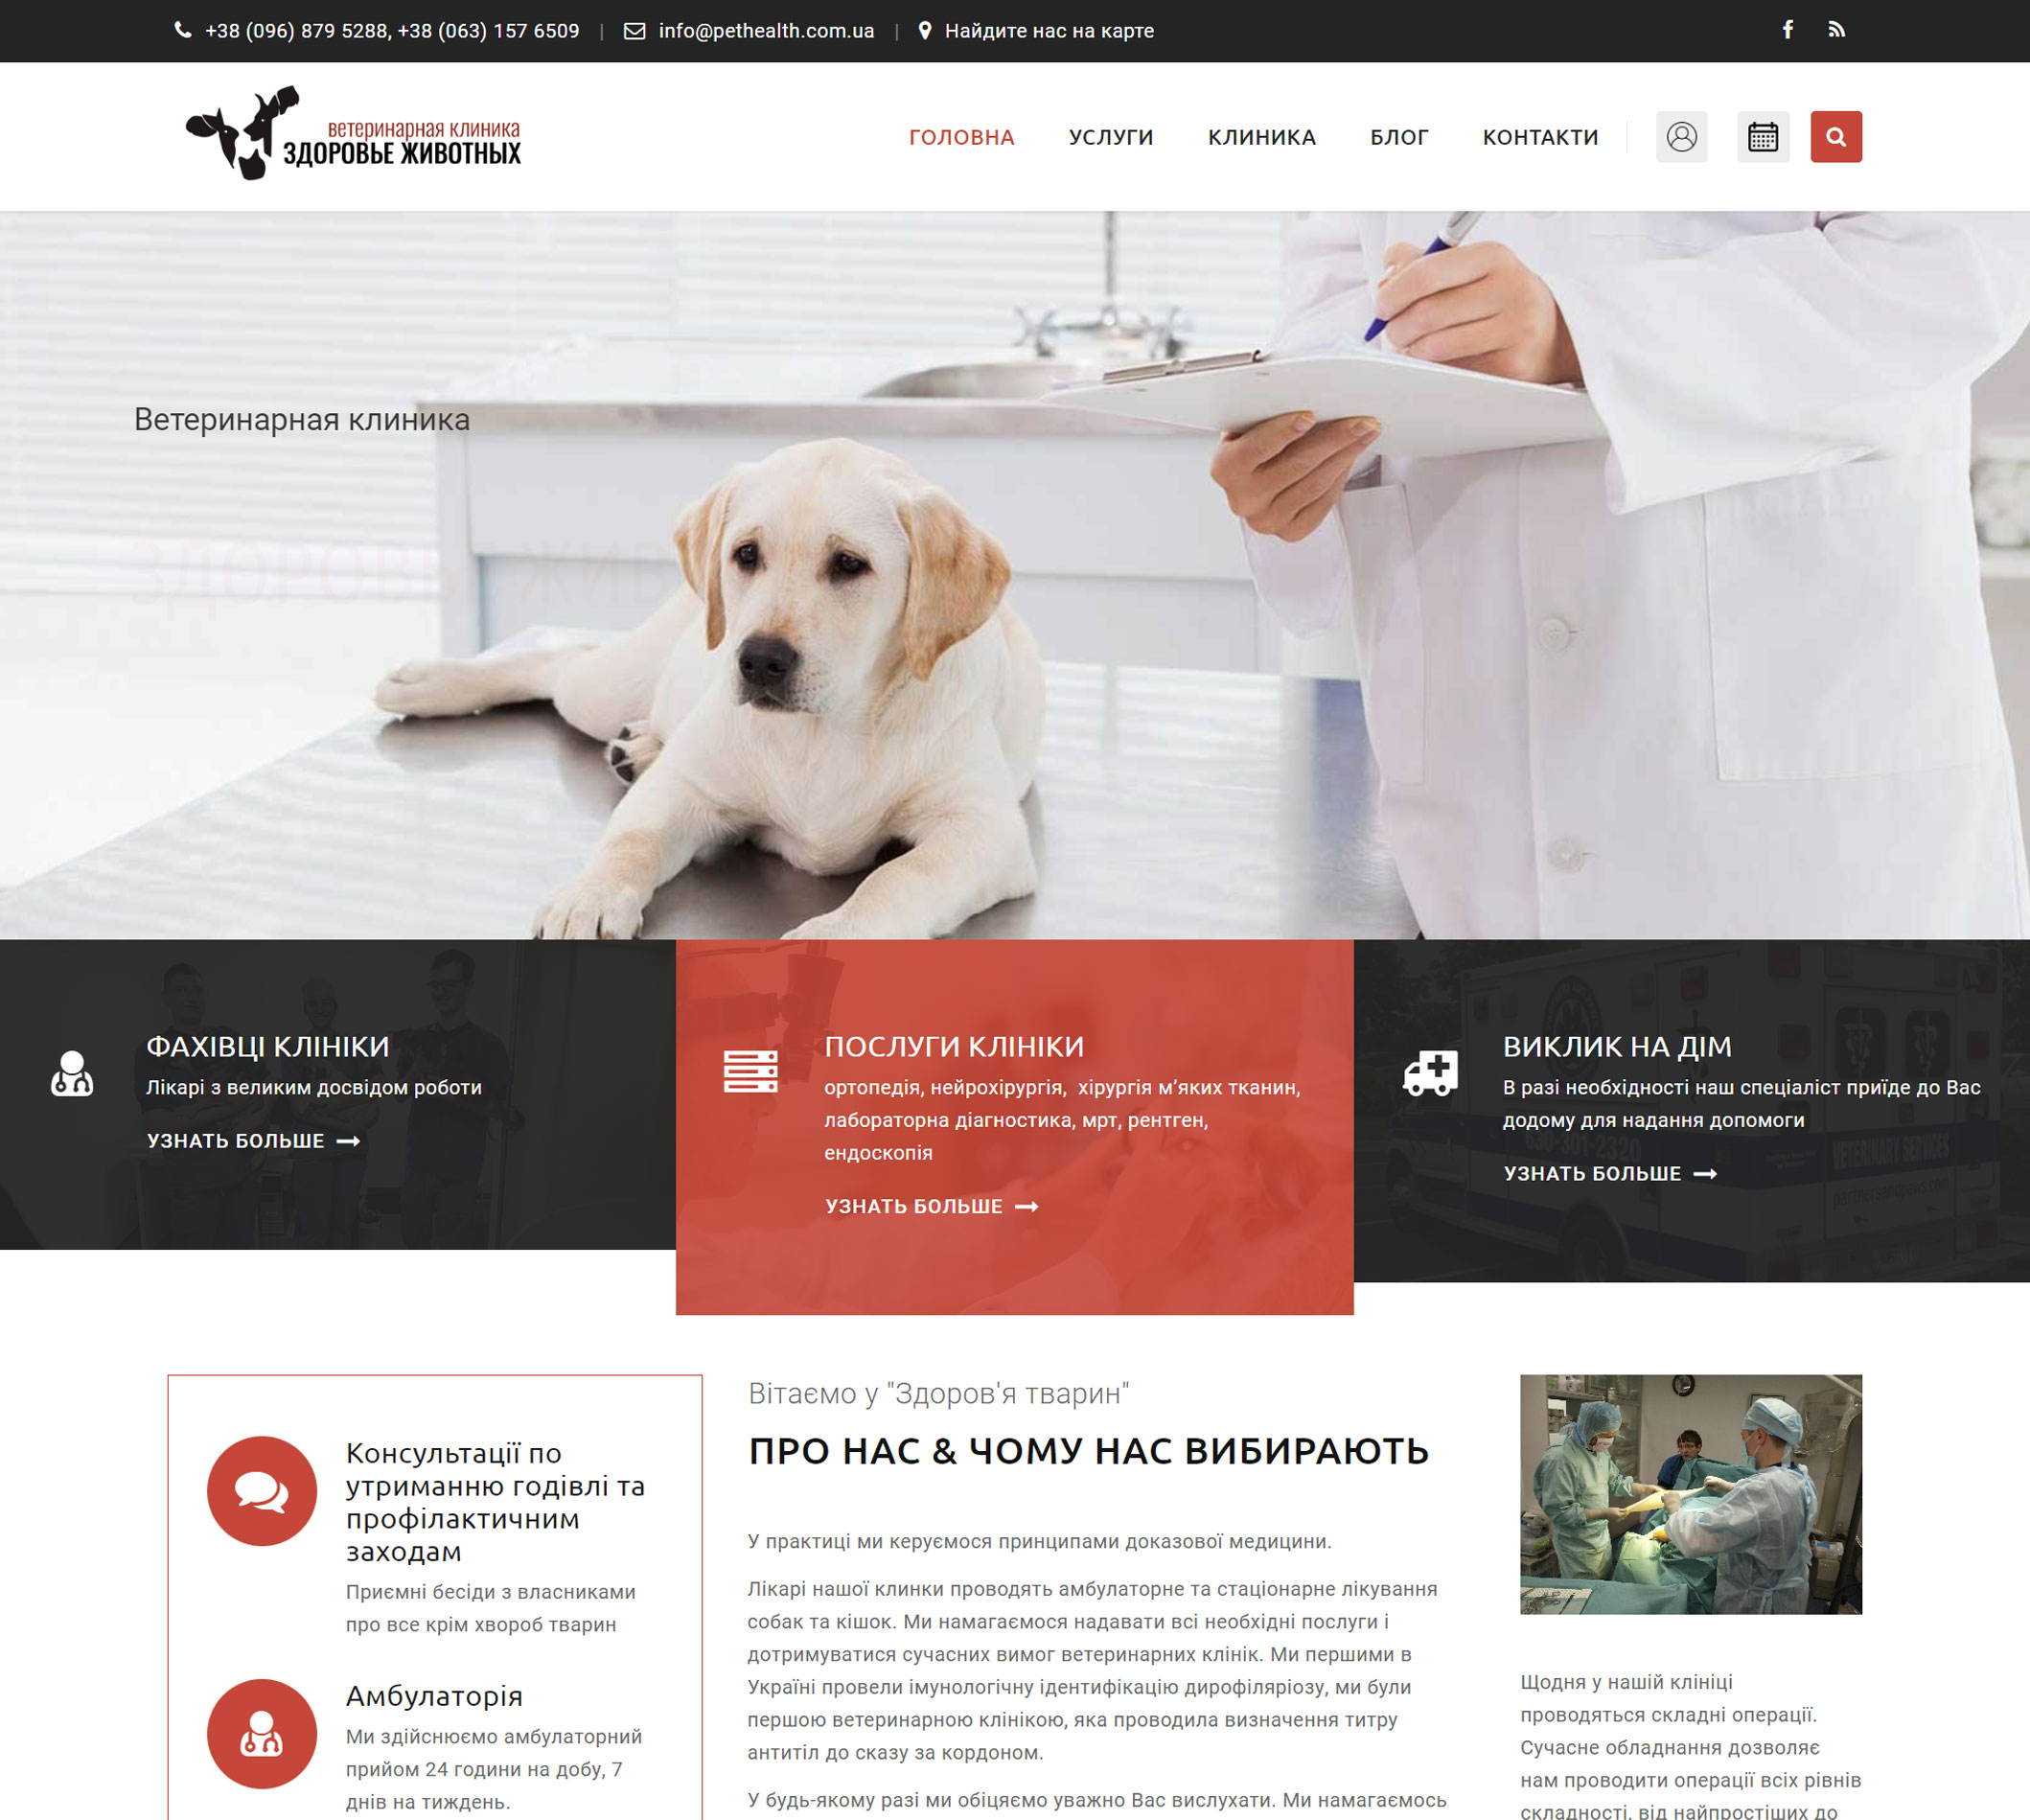 +38 (096) 879 5288, +38 (063) 157 6509 | info@pethealth.com.ua | Найдите нас на карте
ветеринарная клиника
ЗДОРОВЬЕ ЖИВОТНЫХ
ГОЛОВНА УСЛУГИ КЛИНИКА БЛОГ КОНТАКТИ
Ветеринарная клиника
ФАХІВЦІ КЛІНІКИ
Лікарі з великим досвідом роботи
УЗНАТЬ БОЛЬШЕ
ПОСЛУГИ КЛІНІКИ
ортопедія, нейрохірургія, хірургія м’яких тканин,
лабораторна діагностика, мрт, рентген,
ендоскопія
УЗНАТЬ БОЛЬШЕ
ВИКЛИК НА ДІМ
В разі необхідності наш спеціаліст приїде до Вас
додому для надання допомоги
УЗНАТЬ БОЛЬШЕ
VETERINARY SERVICES
Консультації по
утриманню годівлі та
профілактичним
заходам
Приємні бесіди з власниками
про все крім хвороб тварин
Амбулаторія
Ми здійснюємо амбулаторний
прийом 24 години на добу, 7
днів на тиждень.
Вітаємо у "Здоров'я тварин"
ПРО НАС & ЧОМУ НАС ВИБИРАЮТЬ
У практиці ми керуємося принципами доказової медицини.
Лікарі нашої клинки проводять амбулаторне та стаціонарне лікування
собак та кішок. Ми намагаємося надавати всі необхідні послуги і
дотримуватися сучасних вимог ветеринарних клінік. Ми першими в
Україні провели імунологічну ідентифікацію дирофіляріозу, ми були
першою ветеринарною клінікою, яка проводила визначення титру
антитіл до сказу за кордоном.
У будь-якому разі ми обіцяємо уважно Вас вислухати. Ми намагаємось
Щодня у нашій клініці
проводяться складні операції.
Сучасне обладнання дозволяє
нам проводити операції всіх рівнів
складності, від найпростіших до